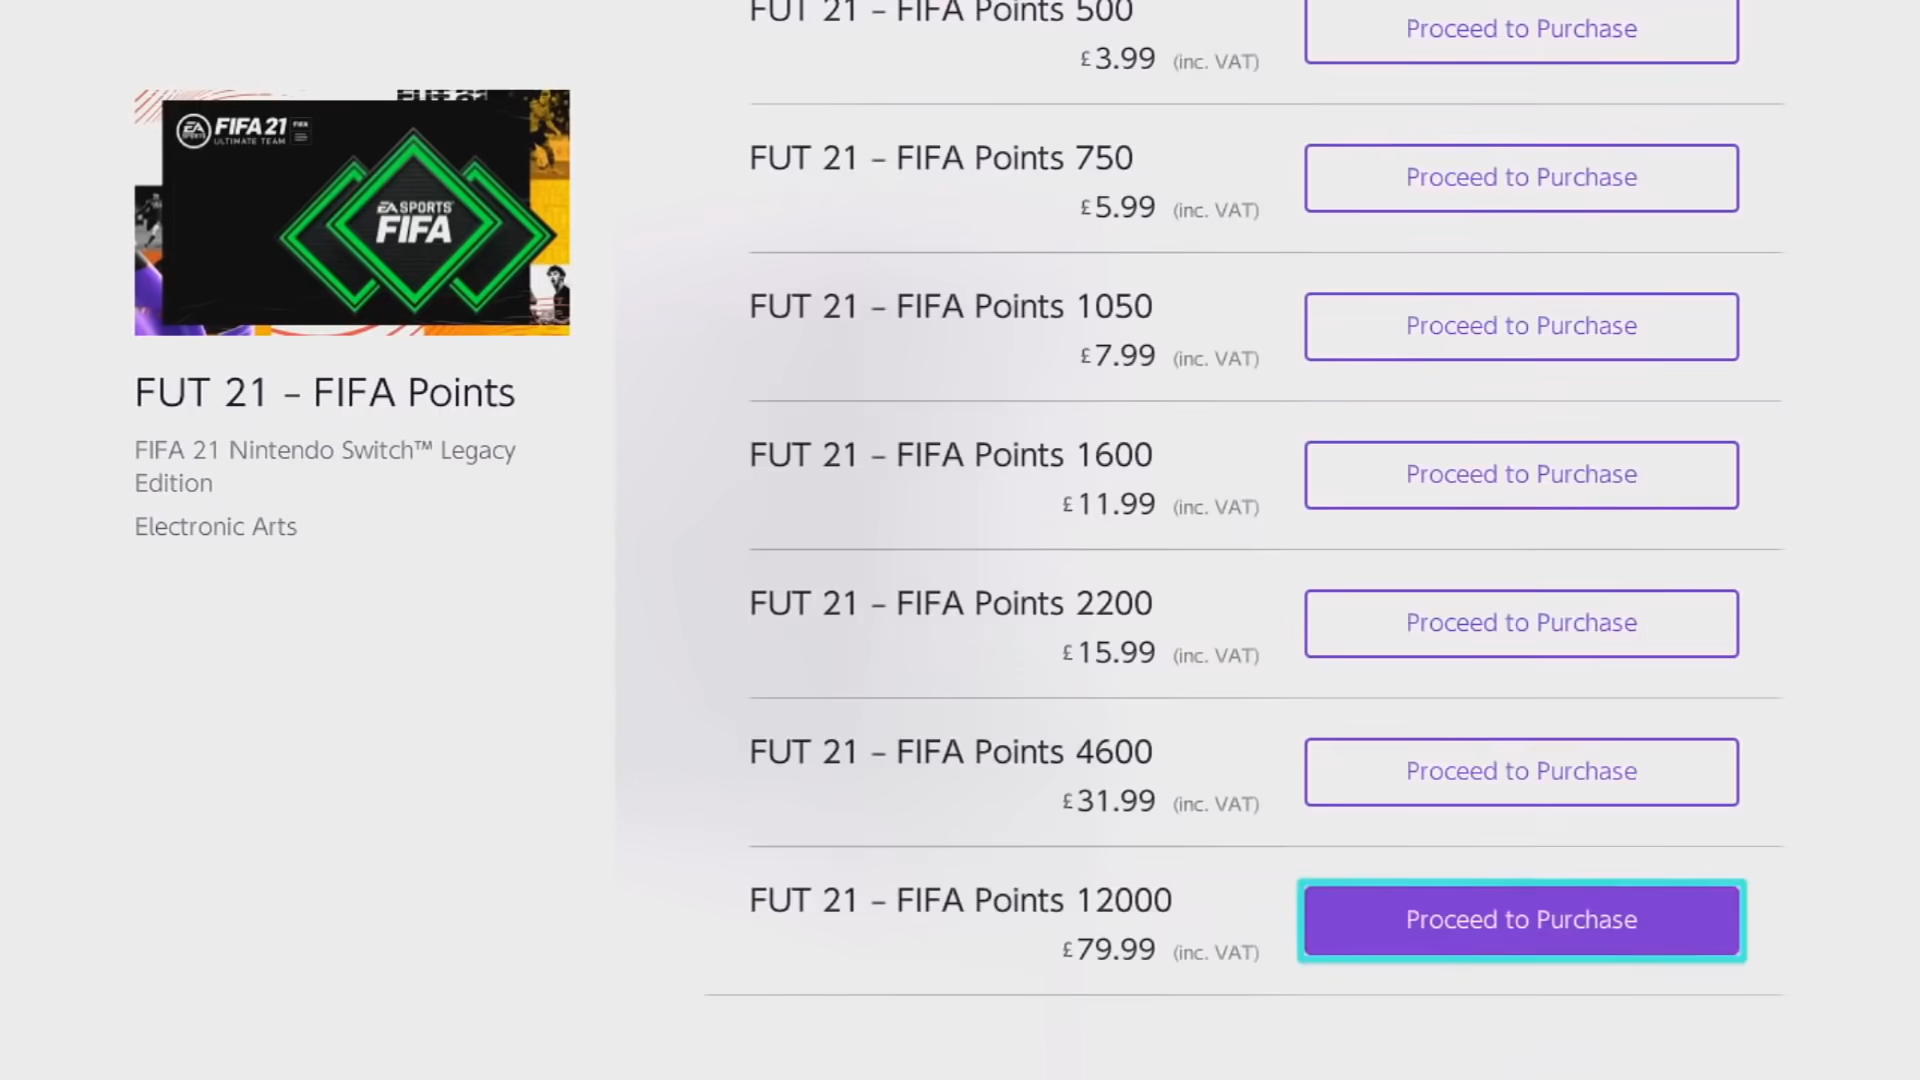 FUT 21
EA SPORTS FIFA 21
ULTIMATE TEAM
EA SPORTS
FIFA
FUT 21 – FIFA Points
FIFA 21 Nintendo Switch™ Legacy
Edition
Electronic Arts
FUT 21 – FIFA Points 500
£3.99 (inc. VAT)
Proceed to Purchase
FUT 21 – FIFA Points 750
£5.99 (inc. VAT)
Proceed to Purchase
FUT 21 – FIFA Points 1050
£7.99 (inc. VAT)
Proceed to Purchase
FUT 21 – FIFA Points 1600
£11.99 (inc. VAT)
Proceed to Purchase
FUT 21 – FIFA Points 2200
£15.99 (inc. VAT)
Proceed to Purchase
FUT 21 – FIFA Points 4600
£31.99 (inc. VAT)
Proceed to Purchase
FUT 21 – FIFA Points 12000
£79.99 (inc. VAT)
Proceed to Purchase